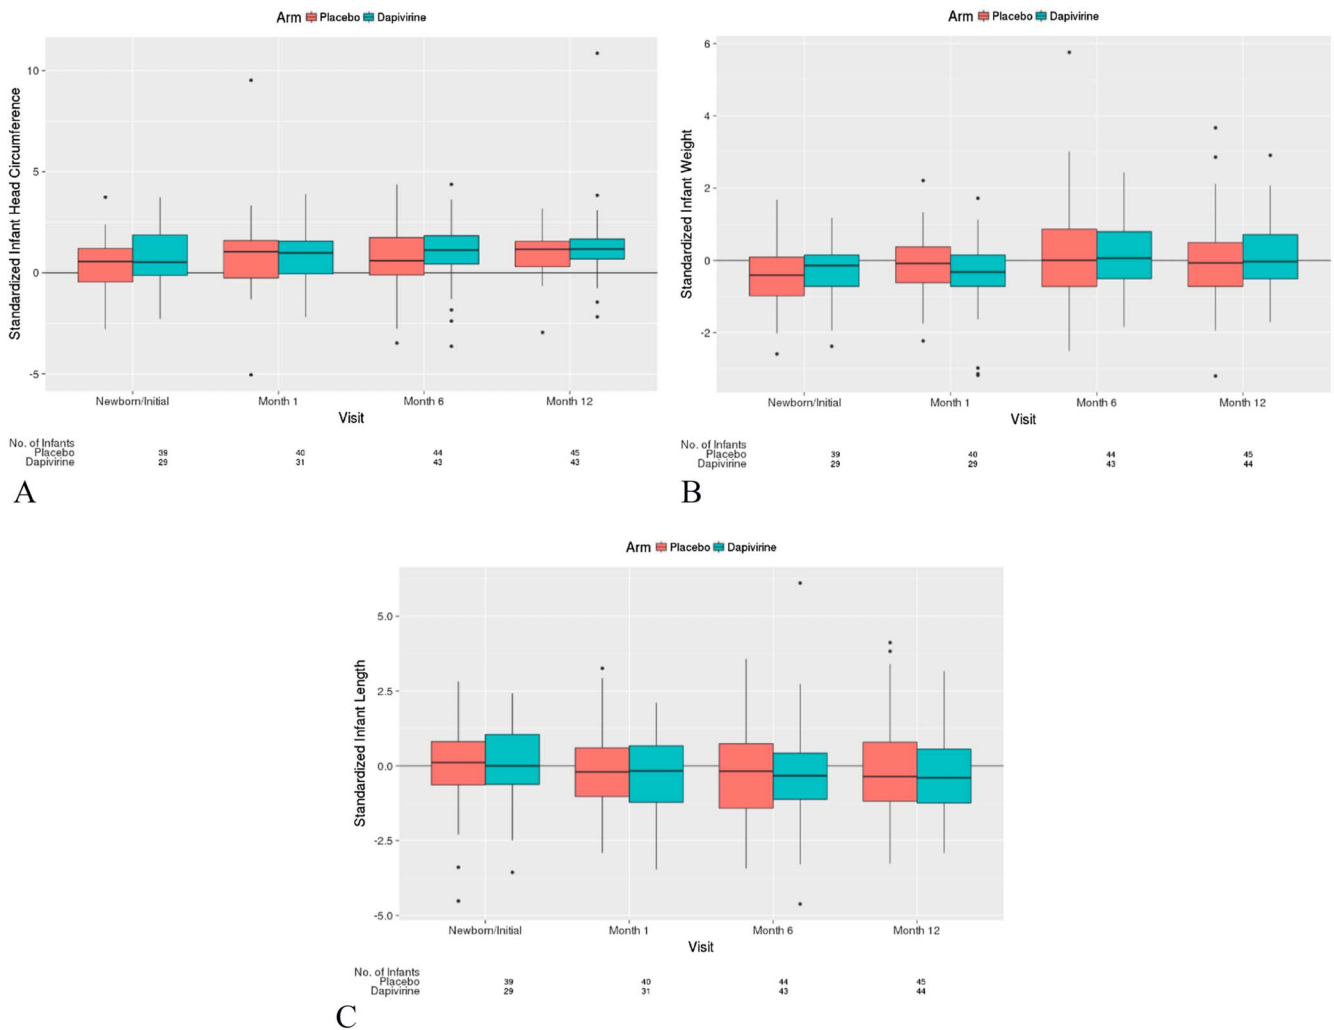 Arm Placebo Dapivirine
Standardized Infant Head Circumference
10
5
0
-5
Newborn/Initial Month 1 Month 6 Month 12
Visit
No. of Infants
Placebo 39 40 44 45
Dapivirine 29 31 43 43
A
Arm Placebo Dapivirine
Standardized Infant Weight
6
4
2
0
-2
Newborn/Initial Month 1 Month 6 Month 12
Visit
No. of Infants
Placebo 39 40 44 45
Dapivirine 29 29 43 44
B
Arm Placebo Dapivirine
Standardized Infant Length
5.0
2.5
0.0
-2.5
-5.0
Newborn/Initial Month 1 Month 6 Month 12
Visit
No. of Infants
Placebo 39 40 44 45
Dapivirine 29 31 43 44
C